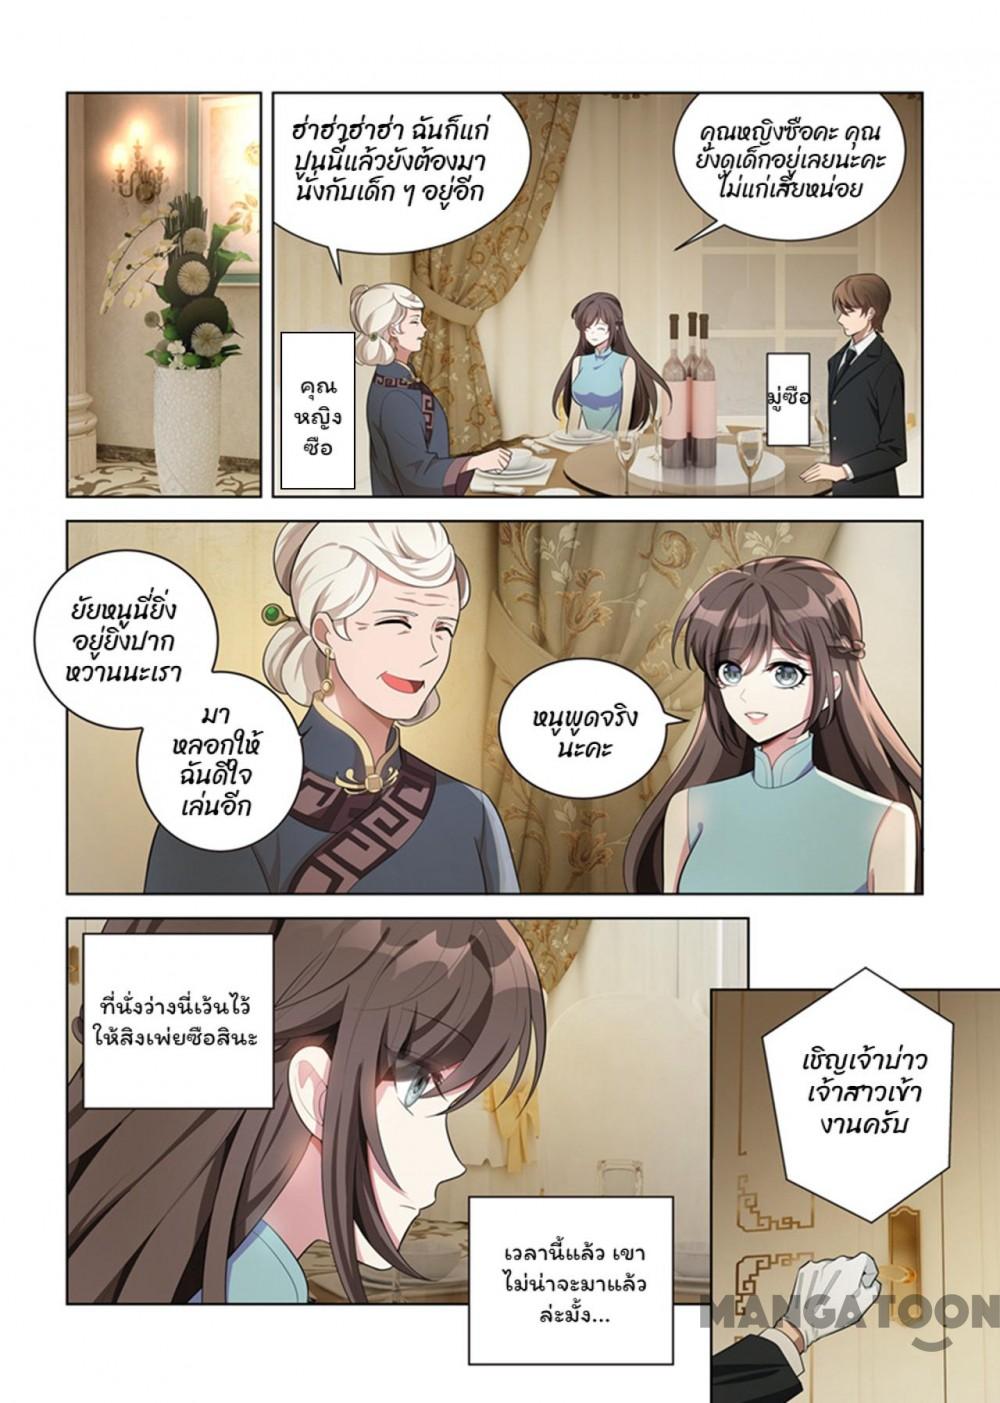 ฮ่าฮ่าฮ่าฮ่า ฉันก็แก่
ปูนนี้แล้วยังต้องมา
นั่งกับเด็ก ๆ อยู่อีก
คุณหญิงซือคะ คุณ
ยังดูเด็กอยู่เลยนะคะ
ไม่แก่เสียหน่อย
คุณ
หญิง
ซือ
มู่ซือ
ยัยหนูนี่ยิ่ง
อยู่ยิ่งปาก
หวานนะเรา
มา
หลอกให้
ฉันดีใจ
เล่นอีก
หนูพูดจริง
นะคะ
ที่นั่งว่างนี่เว้นไว้
ให้สิงเฟยซือสินะ
เชิญเจ้าบ่าว
เจ้าสาวเข้า
งานครับ
เวลานี้แล้ว เขา
ไม่น่าจะมาแล้ว
ล่ะมั้ง...
MANGATOON